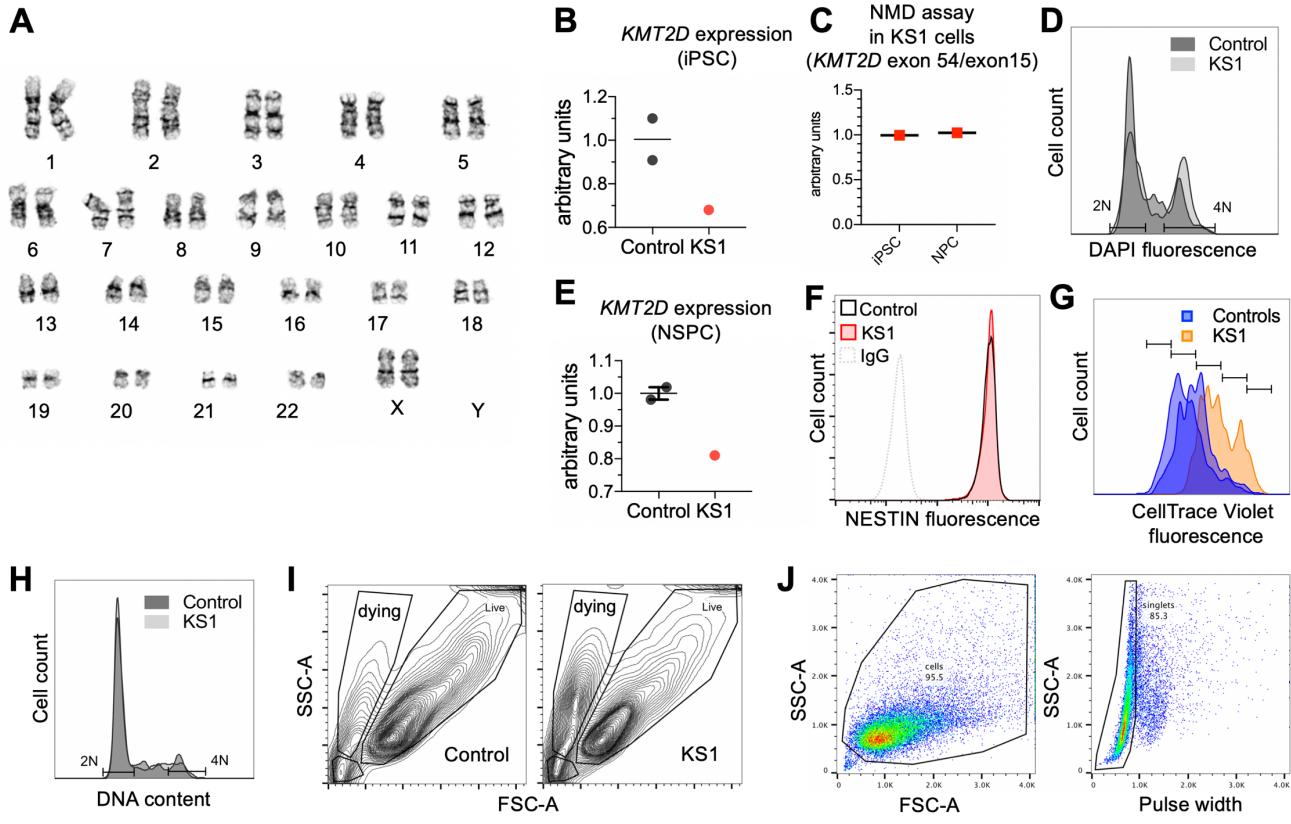 A
1 2 3 4 5
6 7 8 9 10 11 12
13 14 15 16 17 18
19 20 21 22 X Y
B
KMT2D expression
(iPSC)
arbitrary units
1.2
1.0
0.8
0.6
Control KS1
C
NMD assay
in KS1 cells
(KMT2D exon 54/exon15)
arbitrary units
1.5
1.0
0.5
0.0
iPSC
NPC
D
Control
KS1
Cell count
2N
4N
DAPI fluorescence
E
KMT2D expression
(NSPC)
arbitrary units
1.1
1.0
0.9
0.8
0.7
Control KS1
F
Control
KS1
IgG
Cell count
NESTIN fluorescence
G
Controls
KS1
Cell count
CellTrace Violet
fluorescence
H
Control
KS1
Cell count
2N
4N
DNA content
I
SSC-A
dying
Live
Control
dying
Live
KS1
FSC-A
J
SSC-A
4.0K
3.0K
2.0K
1.0K
0
cells
95.5
0 1.0K 2.0K 3.0K 4.0K
FSC-A
SSC-A
4.0K
3.0K
2.0K
1.0K
0
singlets
85.3
0 1.0K 2.0K 3.0K 4.0K
Pulse width